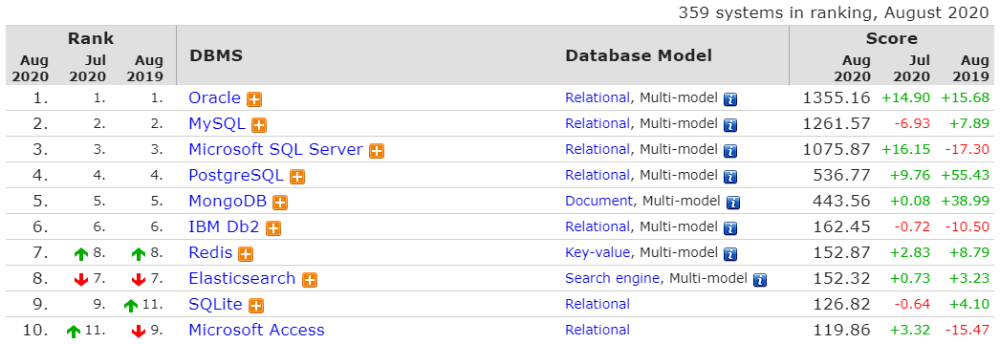 359 systems in ranking, August 2020
Rank DBMS Database Model Score
Aug 2020 Jul 2020 Aug 2019 Aug 2020 Jul 2020 Aug 2019
1. 1. 1. Oracle Relational, Multi-model 1355.16 +14.90 +15.68
2. 2. 2. MySQL Relational, Multi-model 1261.57 -6.93 +7.89
3. 3. 3. Microsoft SQL Server Relational, Multi-model 1075.87 +16.15 -17.30
4. 4. 4. PostgreSQL Relational, Multi-model 536.77 +9.76 +55.43
5. 5. 5. MongoDB Document, Multi-model 443.56 +0.08 +38.99
6. 6. 6. IBM Db2 Relational, Multi-model 162.45 -0.72 -10.50
7. 8. 8. Redis Key-value, Multi-model 152.87 +2.83 +8.79
8. 7. 7. Elasticsearch Search engine, Multi-model 152.32 +0.73 +3.23
9. 9. 11. SQLite Relational 126.82 -0.64 +4.10
10. 11. 9. Microsoft Access Relational 119.86 +3.32 -15.47